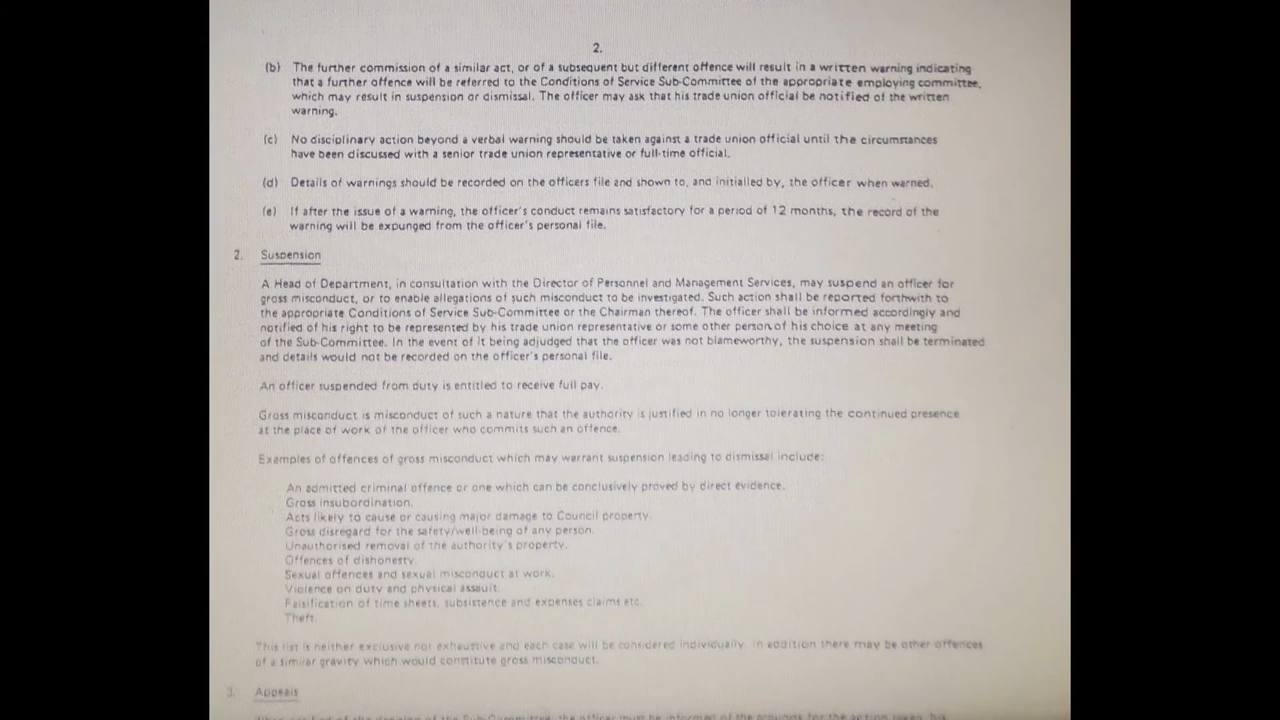 2.
(b) The further commission of a similar act, or of a subsequent but different offence will result in a written warning indicating
that a further offence will be referred to the Conditions of Service Sub-Committee of the appropriate employing committee,
which may result in suspension or dismissal. The officer may ask that his trade union official be notified of the written
warning.
(c) No disciplinary action beyond a verbal warning should be taken against a trade union official until the circumstances
have been discussed with a senior trade union representative or full-time official.
(d) Details of warnings should be recorded on the officers file and shown to, and initialled by, the officer when warned.
(e) If after the issue of a warning, the officer's conduct remains satisfactory for a period of 12 months, the record of the
warning will be expunged from the officer's personal file.
2. Suspension
A Head of Department, in consultation with the Director of Personnel and Management Services, may suspend an officer for
gross misconduct, or to enable allegations of such misconduct to be investigated. Such action shall be reported forthwith to
the appropriate Conditions of Service Sub-Committee or the Chairman thereof. The officer shall be informed accordingly and
notified of his right to be represented by his trade union representative or some other person of his choice at any meeting
of the Sub-Committee. In the event of it being adjudged that the officer was not blameworthy, the suspension shall be terminated
and details would not be recorded on the officer's personal file.
An officer suspended from duty is entitled to receive full pay.
Gross misconduct is misconduct of such a nature that the authority is justified in no longer tolerating the continued presence
at the place of work of the officer who commits such an offence.
Examples of offences of gross misconduct which may warrant suspension leading to dismissal include:
An admitted criminal offence or one which can be conclusively proved by direct evidence.
Gross insubordination.
Acts likely to cause or causing major damage to Council property.
Gross disregard for the safety/well-being of any person.
Unauthorised removal of the authority's property.
Offences of dishonesty.
Sexual offences and sexual misconduct at work.
Violence on duty and physical assault.
Falsification of time sheets, subsistence and expenses claims etc.
Theft.
This list is neither exclusive nor exhaustive and each case will be considered individually. In addition there may be other offences
of a similar gravity which would constitute gross misconduct.
3. Appeals
the Sub-Committee, the officer must be informed of the grounds for the action taken, his